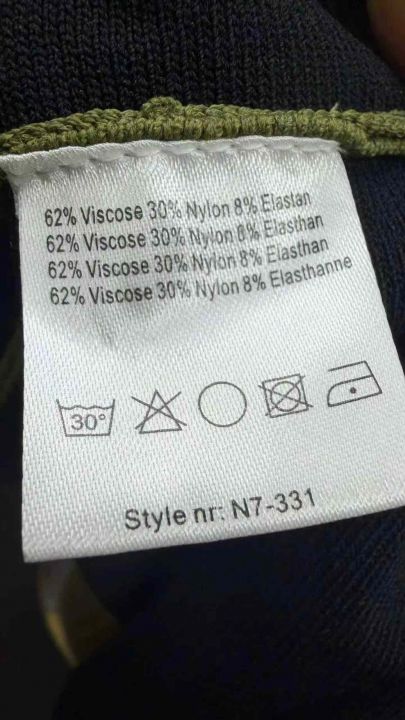 62% Viscose 30% Nylon 8% Elastan
62% Viscose 30% Nylon 8% Elasthan
62% Viscose 30% Nylon 8% Elasthan
62% Viscose 30% Nylon 8% Elasthanne
30°
Style nr: N7-331